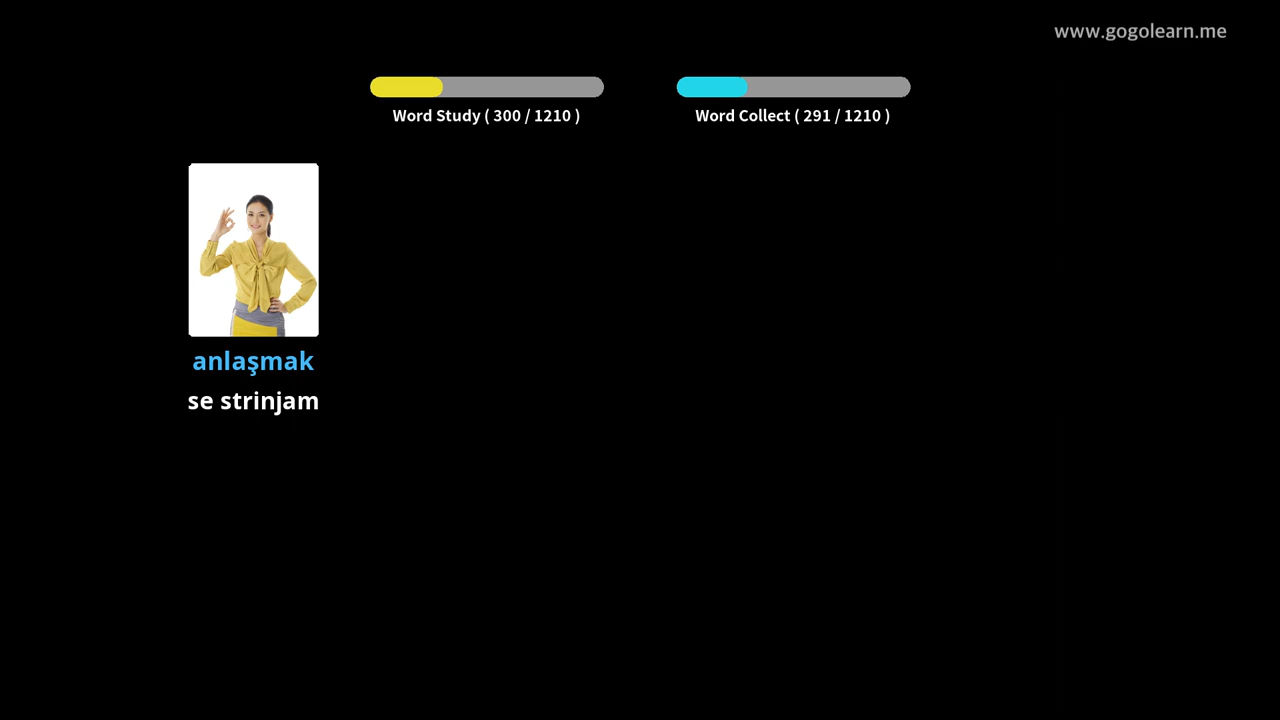 www.gogolearn.me
Word Study ( 300 / 1210 )
Word Collect ( 291 / 1210 )
anlaşmak
se strinjam